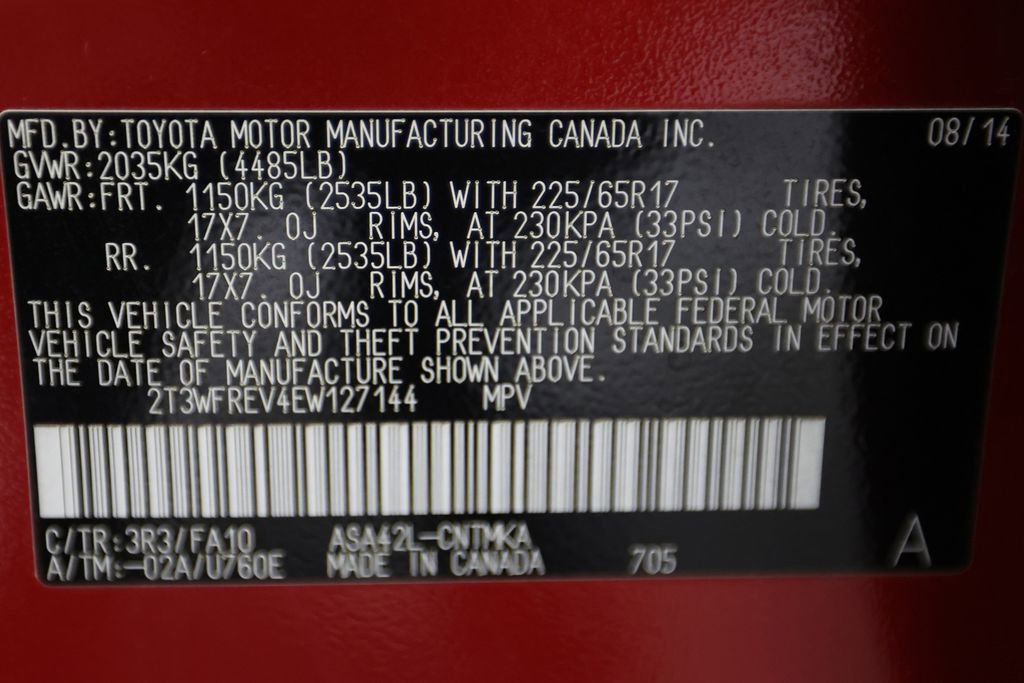 MFD.BY:TOYOTA MOTOR MANUFACTURING CANADA INC. 08/14
GVWR:2035KG (4485LB)
GAWR:FRT. 1150KG (2535LB) WITH 225/65R17 TIRES,
17X7. 0J RIMS, AT 230KPA (33PSI) COLD.
RR. 1150KG (2535LB) WITH 225/65R17 TIRES,
17X7. 0J RIMS, AT 230KPA (33PSI) COLD.
THIS VEHICLE CONFORMS TO ALL APPLICABLE FEDERAL MOTOR
VEHICLE SAFETY AND THEFT PREVENTION STANDARDS IN EFFECT ON
THE DATE OF MANUFACTURE SHOWN ABOVE.
2T3WFREV4EW127144 MPV
C/TR:3R3/FA10 ASA42L-CNTMKA
A/TM:-02A/U760E MADE IN CANADA 705 A